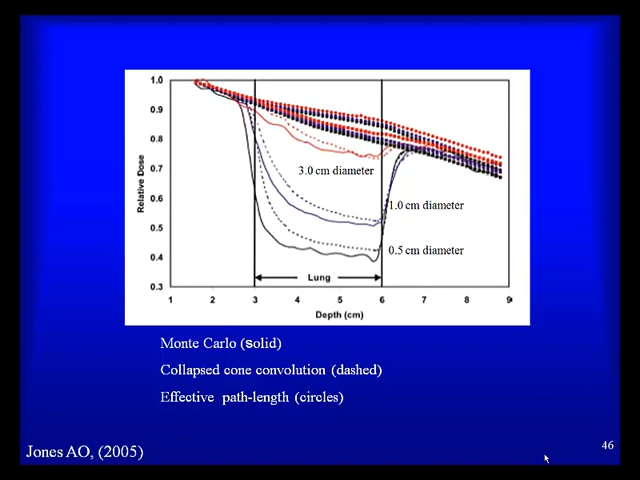 1.0
0.9
0.8
0.7
0.6
0.5
0.4
0.3
Relative Dose
3.0 cm diameter
1.0 cm diameter
0.5 cm diameter
Lung
1 2 3 4 5 6 7 8 9
Depth (cm)
Monte Carlo (solid)
Collapsed cone convolution (dashed)
Effective path-length (circles)
Jones AO, (2005)
46